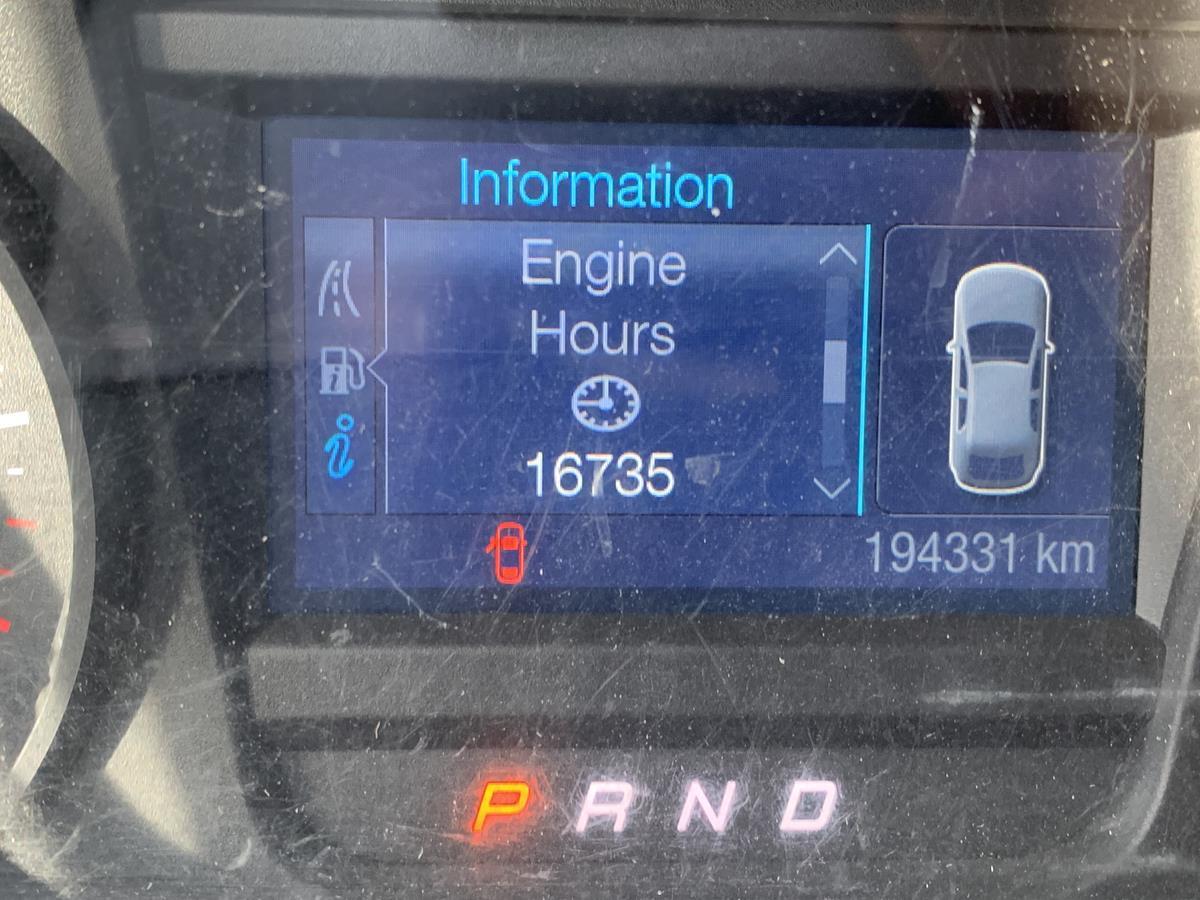 Information
Engine
Hours
16735
194331 km
P R N D